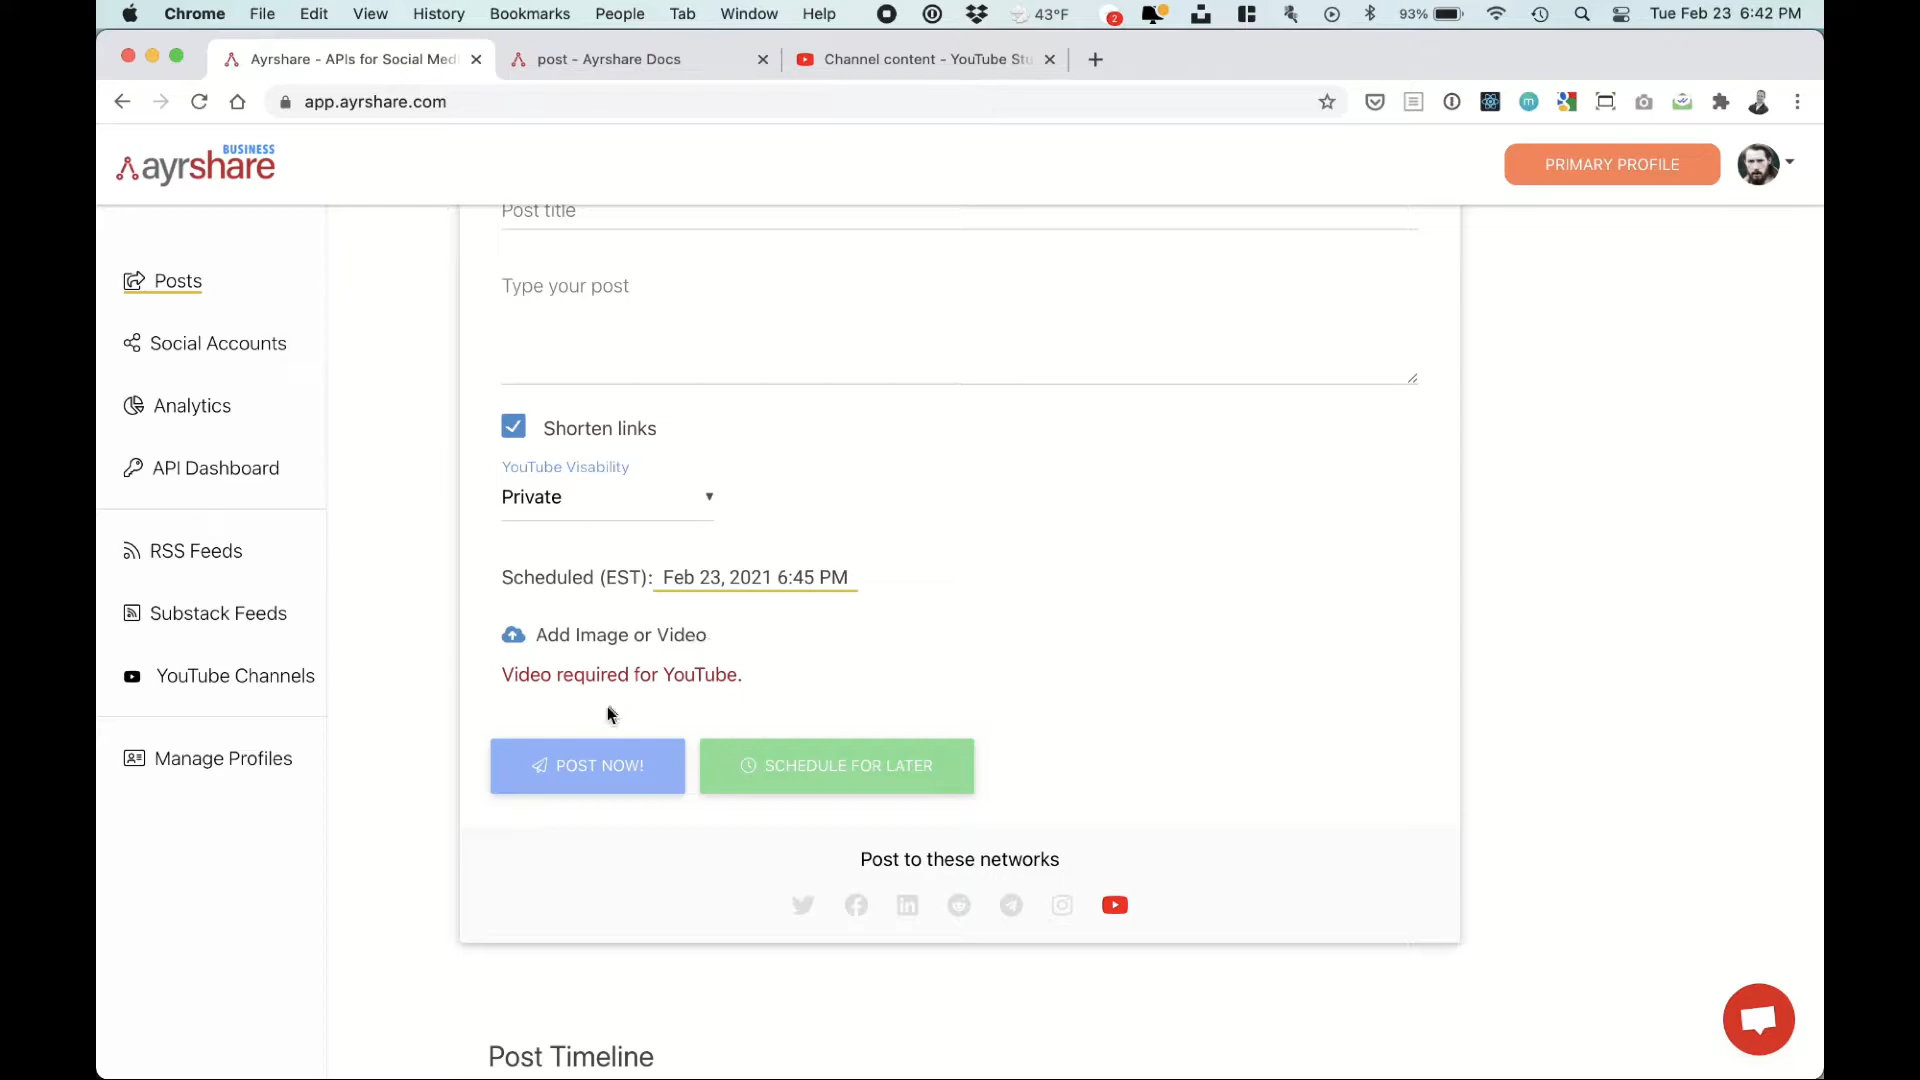 Chrome File Edit View History Bookmarks People Tab Window Help 43°F 2 93% Tue Feb 23 6:42 PM
Ayrshare - APIs for Social Medi post - Ayrshare Docs Channel content - YouTube Stu
app.ayrshare.com
BUSINESS
ayrshare
PRIMARY PROFILE
Posts
Social Accounts
Analytics
API Dashboard
RSS Feeds
Substack Feeds
YouTube Channels
Manage Profiles
Post title
Type your post
Shorten links
YouTube Visability
Private
Scheduled (EST): Feb 23, 2021 6:45 PM
Add Image or Video
Video required for YouTube.
POST NOW! SCHEDULE FOR LATER
Post to these networks
Post Timeline